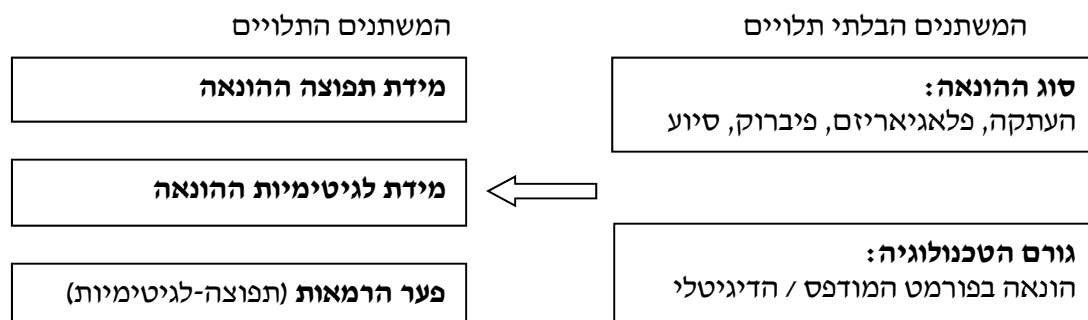 המשתנים הבלתי תלויים
סוג ההונאה:
העתקה, פלאגיאריזם, פיברוק, סיוע
גורם הטכנולוגיה:
הונאה בפורמט המודפס / הדיגיטלי
המשתנים התלויים
מידת תפוצה ההונאה
מידת לגיטימיות ההונאה
פער הרמאות (תפוצה-לגיטימיות)